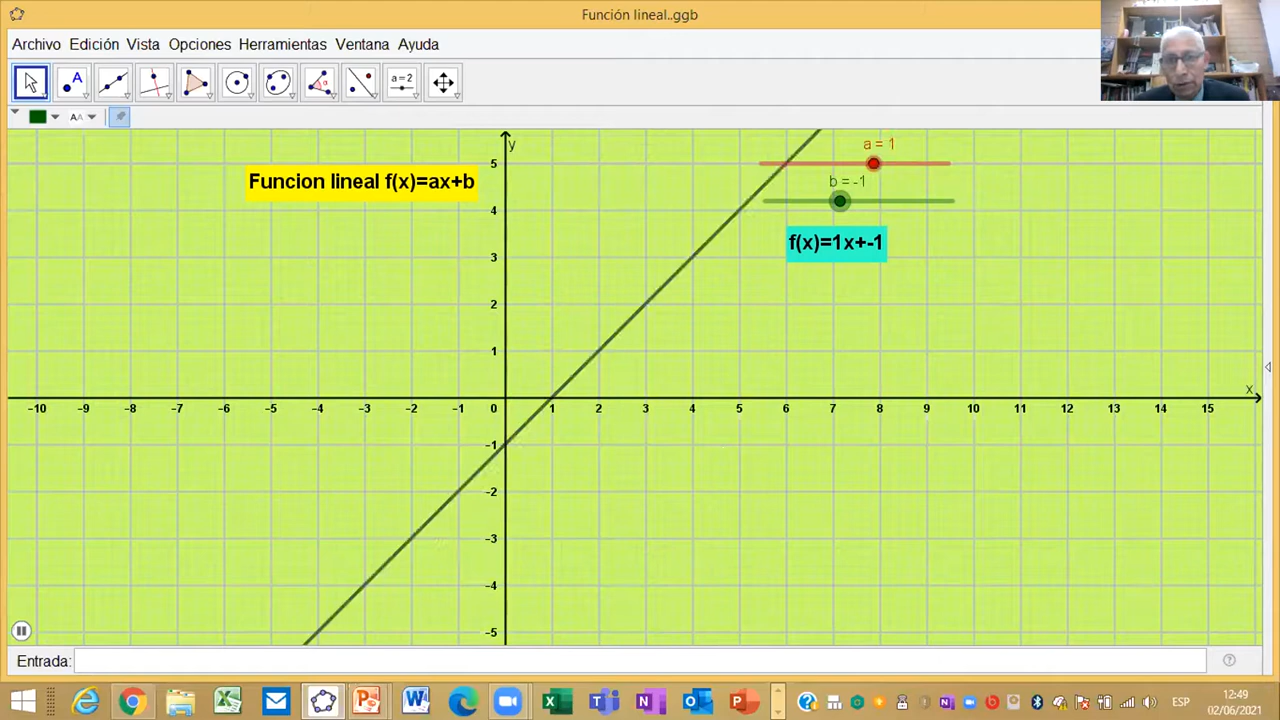 Función lineal..ggb
Archivo Edición Vista Opciones Herramientas Ventana Ayuda
A
α
a=2
AA
y
a = 1
5
Funcion lineal f(x)=ax+b
b = -1
4
f(x)=1x+-1
3
2
1
x
-10 -9 -8 -7 -6 -5 -4 -3 -2 -1 0 1 2 3 4 5 6 7 8 9 10 11 12 13 14 15
-1
-2
-3
-4
-5
Entrada:
ESP
12:49
02/06/2021